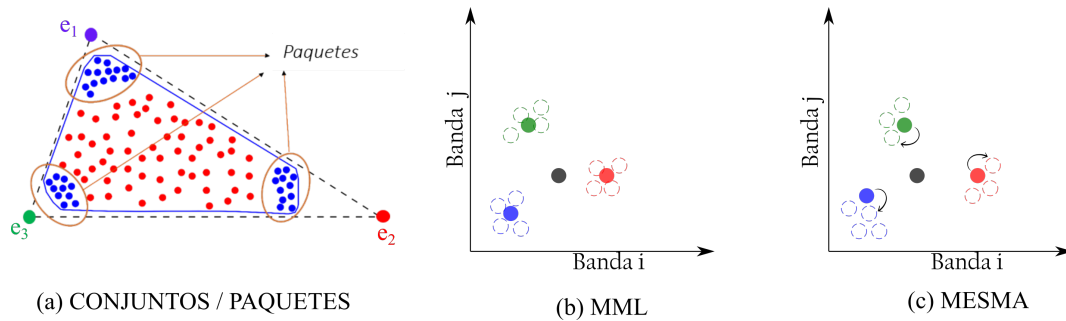 e1
Paquetes
e3
e2
(a) CONJUNTOS / PAQUETES
Banda j
Banda i
(b) MML
Banda j
Banda i
(c) MESMA